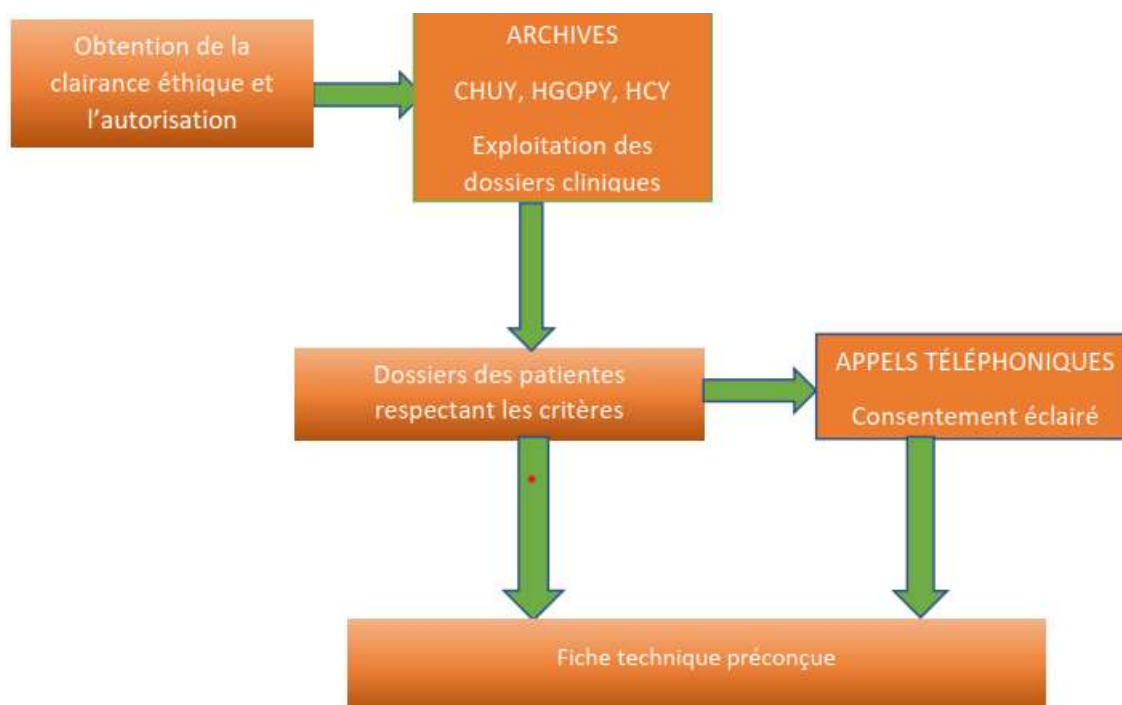 Obtention de la
clairance éthique et
l'autorisation
ARCHIVES
CHUY, HGOPY, HCY
Exploitation des
dossiers cliniques
Dossiers des patientes
respectant les critères
APPELS TÉLÉPHONIQUES
Consentement éclairé
Fiche technique préconçue